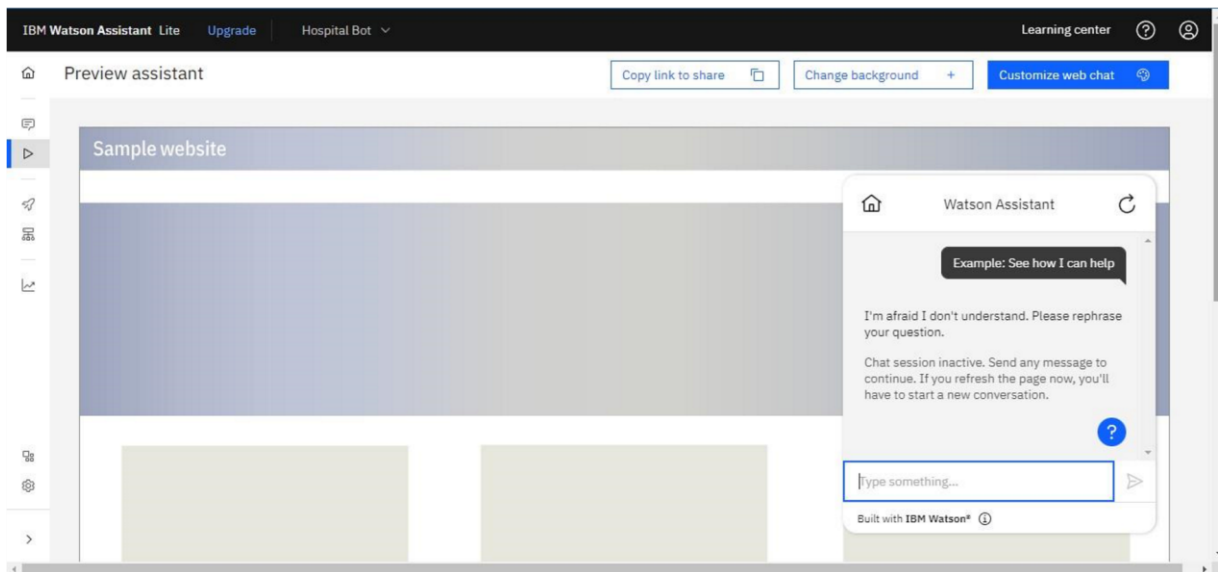 IBM Watson Assistant Lite Upgrade Hospital Bot Learning center
Preview assistant Copy link to share Change background + Customize web chat
Sample website
Watson Assistant
Example: See how I can help
I'm afraid I don't understand. Please rephrase
your question.
Chat session inactive. Send any message to
continue. If you refresh the page now, you'll
have to start a new conversation.
?
Type something...
Built with IBM Watson®